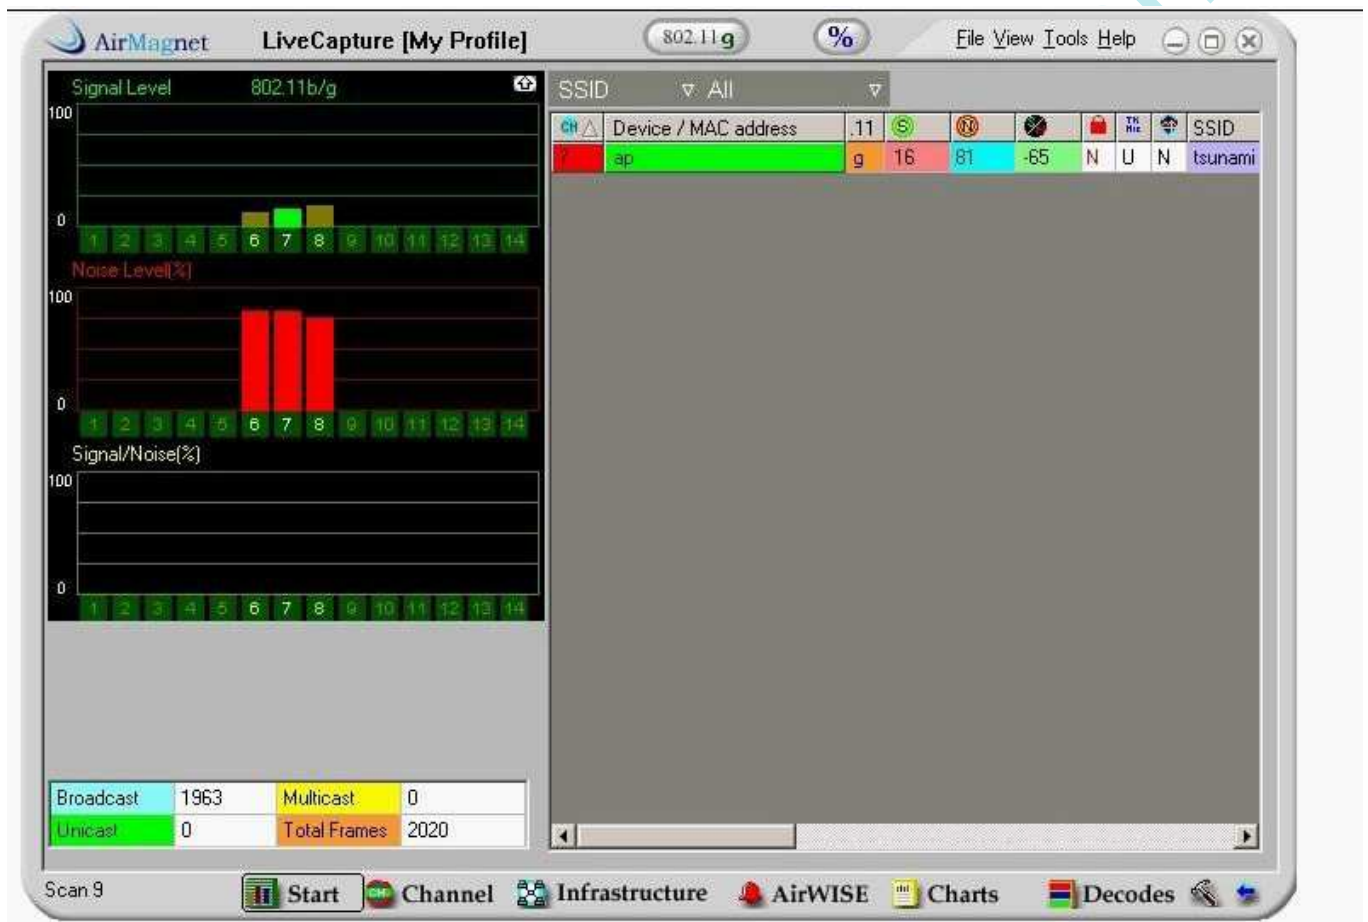 AirMagnet LiveCapture [My Profile] 802.11g % File View Tools Help
Signal Level 802.11b/g
100
0
1 2 3 4 5 6 7 8 9 10 11 12 13 14
Noise Level(%)
100
0
1 2 3 4 5 6 7 8 9 10 11 12 13 14
Signal/Noise(%)
100
0
1 2 3 4 5 6 7 8 9 10 11 12 13 14
Broadcast 1963 Multicast 0
Unicast 0 Total Frames 2020
SSID All
CH Device / MAC address .11 S N SSID
? ap g 16 81 -65 N U N tsunami
Scan 9 Start Channel Infrastructure AirWISE Charts Decodes